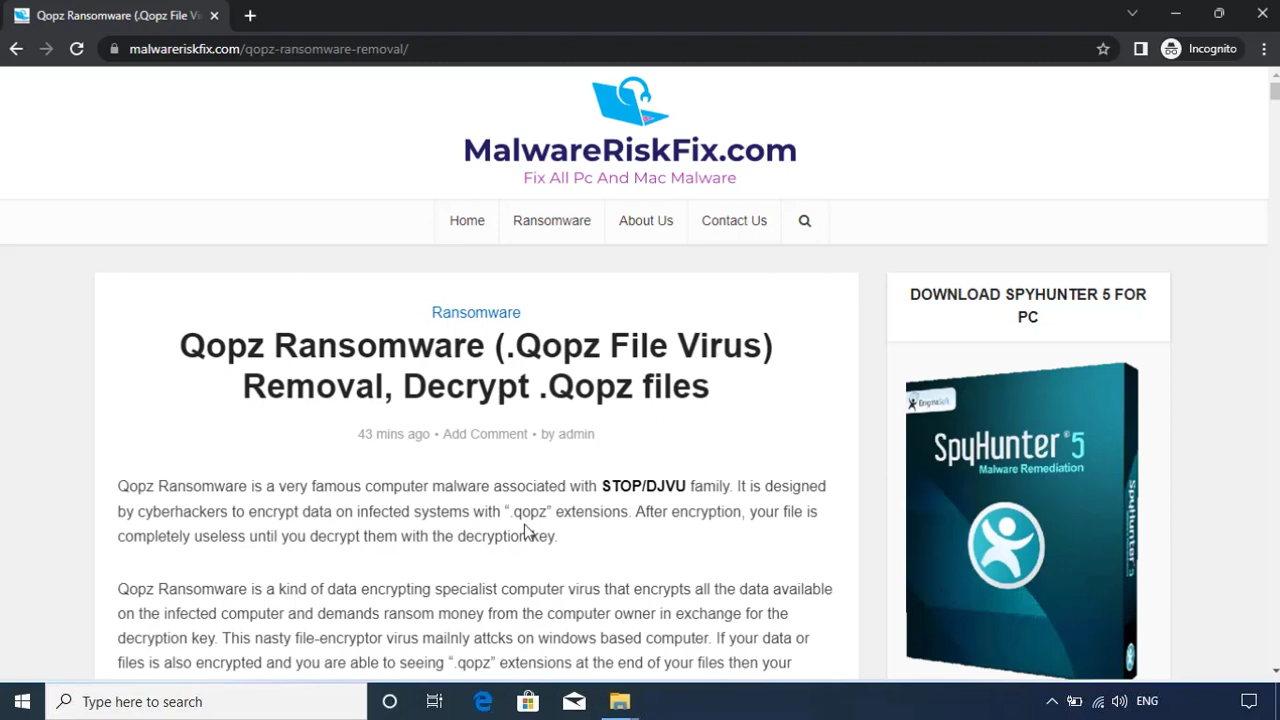 Qopz Ransomware (.Qopz File Vi
malwareriskfix.com/qopz-ransomware-removal/
Incognito
MalwareRiskFix.com
Fix All Pc And Mac Malware
Home
Ransomware
About Us
Contact Us
Ransomware
Qopz Ransomware (.Qopz File Virus)
Removal, Decrypt .Qopz files
43 mins ago • Add Comment • by admin
Qopz Ransomware is a very famous computer malware associated with STOP/DJVU family. It is designed
by cyberhackers to encrypt data on infected systems with “.qopz” extensions. After encryption, your file is
completely useless until you decrypt them with the decryption key.
Qopz Ransomware is a kind of data encrypting specialist computer virus that encrypts all the data available
on the infected computer and demands ransom money from the computer owner in exchange for the
decryption key. This nasty file-encryptor virus mailnly attcks on windows based computer. If your data or
files is also encrypted and you are able to seeing “.qopz” extensions at the end of your files then your
DOWNLOAD SPYHUNTER 5 FOR
PC
EnigmaSoft
SpyHunter® 5
Malware Remediation
SpyHunter 5
Type here to search
ENG